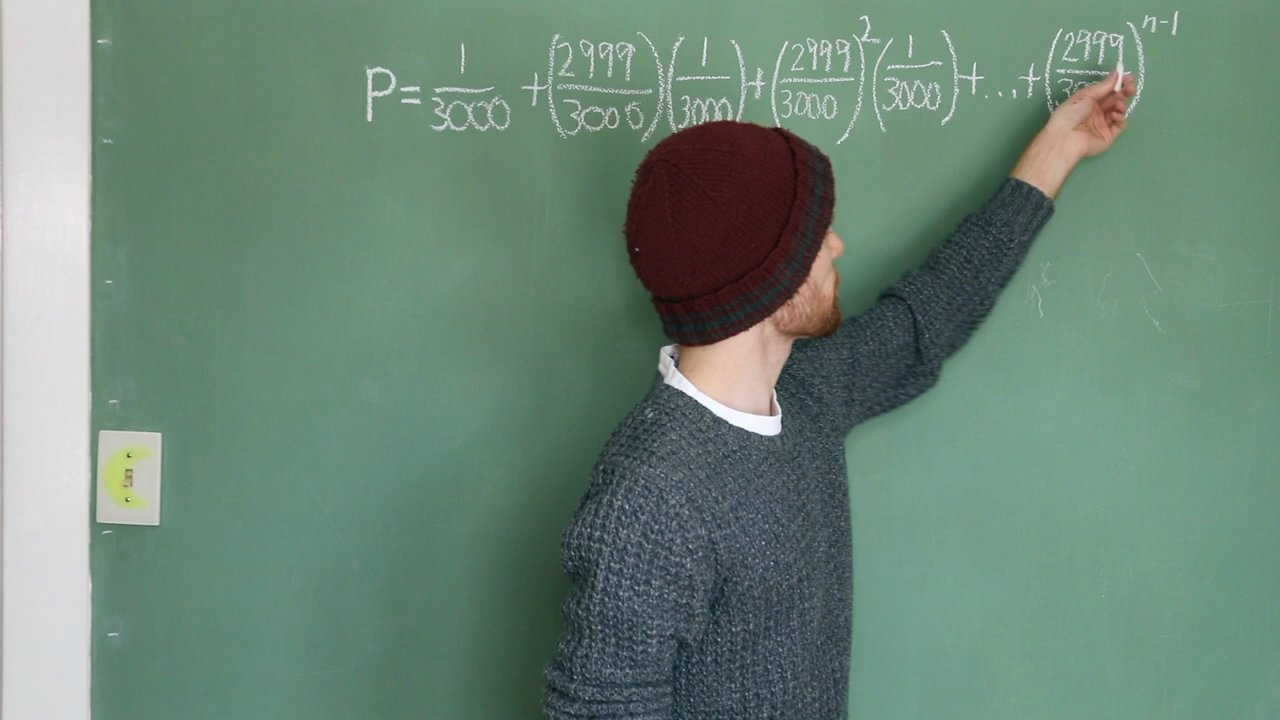 P = 1/3000 + (2999/3000)(1/3000) + (2999/3000)^2 (1/3000) + ... + (2999/3000)^n-1